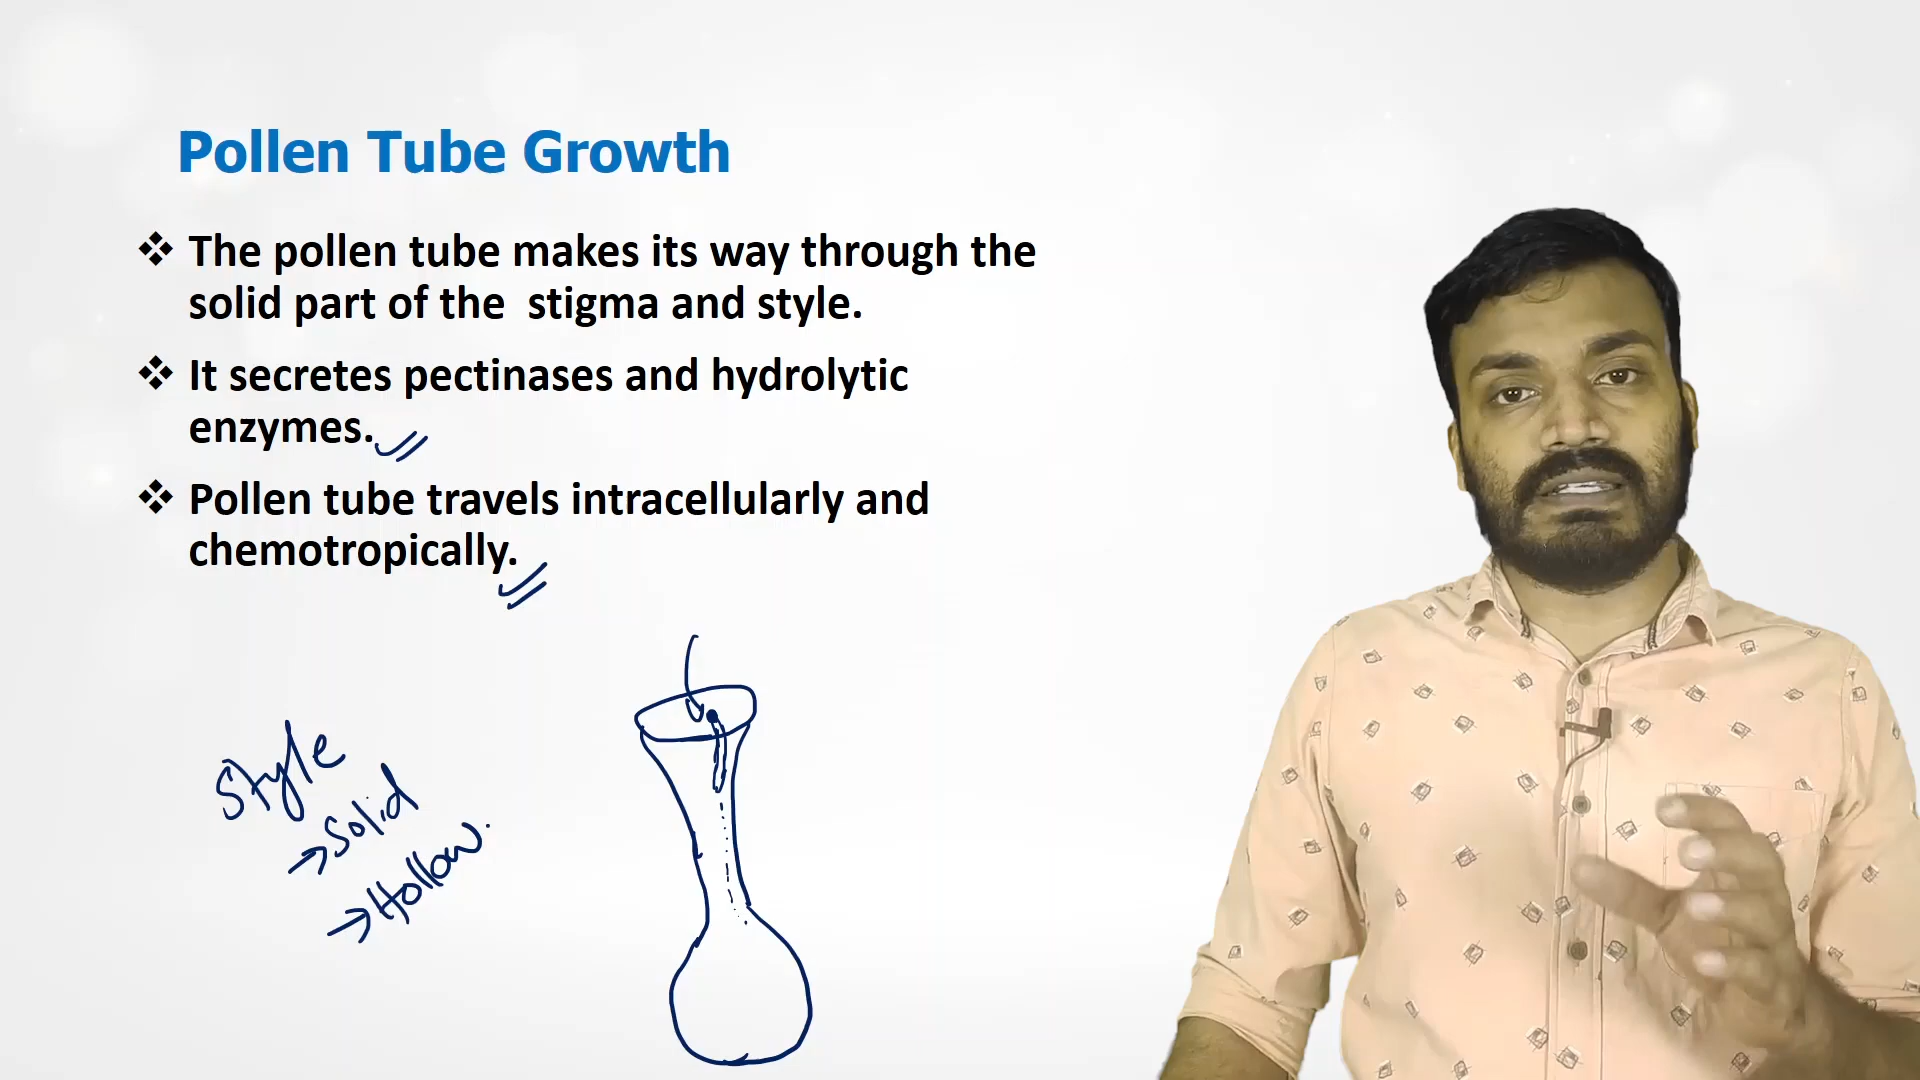 Pollen Tube Growth
❖ The pollen tube makes its way through the
solid part of the  stigma and style.
❖ It secretes pectinases and hydrolytic
enzymes.
❖ Pollen tube travels intracellularly and
chemotropically.
Style
→ Solid
→ Hollow.